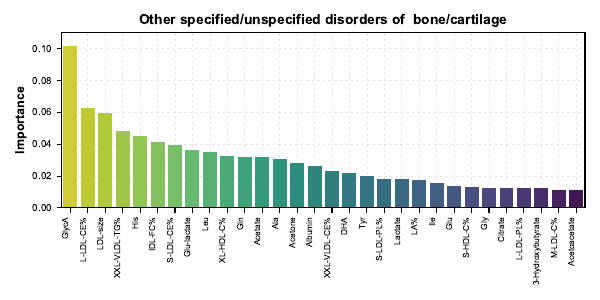 Other specified/unspecified disorders of  bone/cartilage
Importance
0.10
0.08
0.06
0.04
0.02
0.00
GlycA
L-LDL-CE%
LDL-size
XXL-VLDL-TG%
His
IDL-FC%
S-LDL-CE%
Glu-lactate
Leu
XL-HDL-C%
Gln
Acetate
Ala
Acetone
Albumin
XXL-VLDL-CE%
DHA
Tyr
S-LDL-PL%
Lactate
LA%
Ile
Glu
S-HDL-C%
Gly
Citrate
L-LDL-PL%
3-Hydroxybutyrate
M-LDL-C%
Acetoacetate